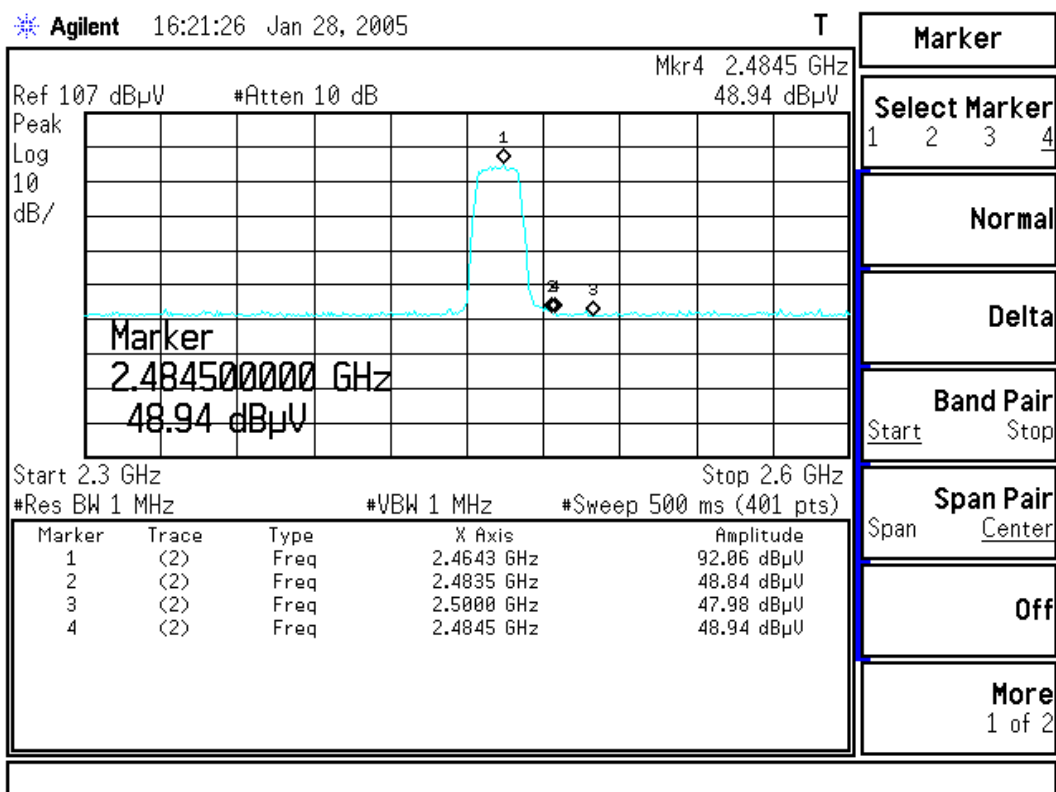 Agilent 16:21:26 Jan 28, 2005 T
Mkr4 2.4845 GHz
Ref 107 dBµV #Atten 10 dB 48.94 dBµV
Peak
Log
10
dB/
1
2 4 3
Marker
2.484500000 GHz
48.94 dBµV
Start 2.3 GHz Stop 2.6 GHz
#Res BW 1 MHz #VBW 1 MHz #Sweep 500 ms (401 pts)
Marker Trace Type X Axis Amplitude
1 (2) Freq 2.4643 GHz 92.06 dBµV
2 (2) Freq 2.4835 GHz 48.84 dBµV
3 (2) Freq 2.5000 GHz 47.98 dBµV
4 (2) Freq 2.4845 GHz 48.94 dBµV
Marker
Select Marker
1 2 3 4
Normal
Delta
Band Pair
Start Stop
Span Pair
Span Center
Off
More
1 of 2